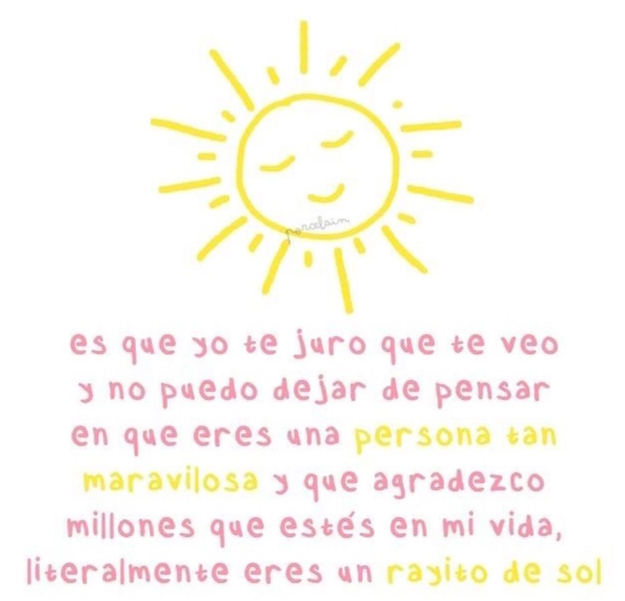 porcelain
es que yo te juro que te veo
y no puedo dejar de pensar
en que eres una persona tan
maravilosa y que agradezco
millones que estés en mi vida,
literalmente eres un rayito de sol